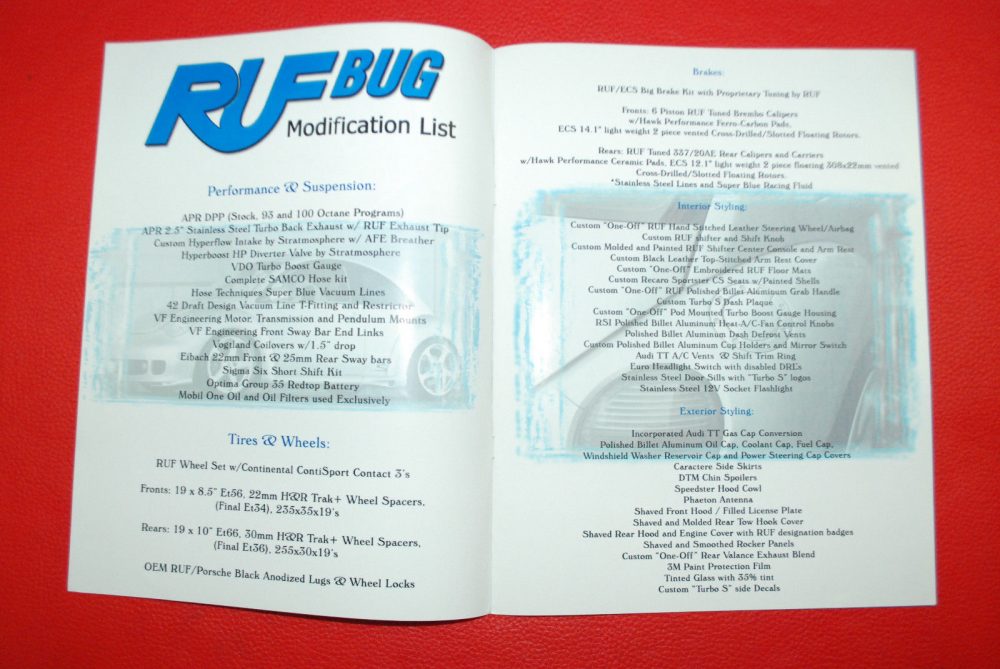 RUF BUG
Modification List
Performance & Suspension:
APR DPP (Stock, 93 and 100 Octane Programs)
APR 2.5" Stainless Steel Turbo Back Exhaust w/ RUF Exhaust Tip
Custom Hyperflow Intake by Stratmosphere w/ AFE Breather
Hyperboost HP Diverter Valve by Stratmosphere
VDO Turbo Boost Gauge
Complete SAMCO Hose kit
Hose Techniques Super Blue Vacuum Lines
42 Draft Design Vacuum Line T-Fitting and Restrictor
VF Engineering Motor, Transmission and Pendulum Mounts
VF Engineering Front Sway Bar End Links
Vogtland Coilovers w/1.5" drop
Eibach 22mm Front & 25mm Rear Sway bars
Sigma Six Short Shift Kit
Optima Group 35 Redtop Battery
Mobil One Oil and Oil Filters used Exclusively
Tires & Wheels:
RUF Wheel Set w/Continental ContiSport Contact 3's
Fronts: 19 x 8.5" Et56, 22mm H&R Trak+ Wheel Spacers,
(Final Et34), 235x35x19's
Rears: 19 x 10" Et66, 30mm H&R Trak+ Wheel Spacers,
(Final Et36), 255x30x19's
OEM RUF/Porsche Black Anodized Lugs & Wheel Locks
Brakes:
RUF/ECS Big Brake Kit with Proprietary Tuning by RUF
Fronts: 6 Piston RUF Tuned Brembo Calipers
w/Hawk Performance Ferro-Carbon Pads,
ECS 14.1" light weight 2 piece vented Cross-Drilled/Slotted Floating Rotors.
Rears: RUF Tuned 337/20AE Rear Calipers and Carriers
w/Hawk Performance Ceramic Pads, ECS 12.1" light weight 2 piece floating 308x22mm vented
Cross-Drilled/Slotted Floating Rotors.
*Stainless Steel Lines and Super Blue Racing Fluid
Interior Styling:
Custom "One-Off" RUF Hand Stitched Leather Steering Wheel/Airbag
Custom RUF Shifter and Shift Knob
Custom Molded and Painted RUF Shifter Center Console and Arm Rest
Custom Black Leather Top-Stitched Arm Rest Cover
Custom "One-Off" Embroidered RUF Floor Mats
Custom Recaro Sportster CS Seats w/Painted Shells
Custom "One-Off" RUF Polished Billet Aluminum Grab Handle
Custom Turbo S Dash Plaque
Custom "One-Off" Pod Mounted Turbo Boost Gauge Housing
RSI Polished Billet Aluminum Heat-A/C-Fan Control Knobs
Polished Billet Aluminum Dash Defrost Vents
Custom Polished Billet Aluminum Cup Holders and Mirror Switch
Audi TT A/C Vents & Shift Trim Ring
Euro Headlight Switch with disabled DRL's
Stainless Steel Door Sills with "Turbo S" logos
Stainless Steel 12V Socket Flashlight
Exterior Styling:
Incorporated Audi TT Gas Cap Conversion
Polished Billet Aluminum Oil Cap, Coolant Cap, Fuel Cap,
Windshield Washer Reservoir Cap and Power Steering Cap Covers
Caractere Side Skirts
DTM Chin Spoilers
Speedster Hood Cowl
Phaeton Antenna
Shaved Front Hood / Filled License Plate
Shaved and Molded Rear Tow Hook Cover
Shaved Rear Hood and Engine Cover with RUF designation badges
Shaved and Smoothed Rocker Panels
Custom "One-Off" Rear Valance Exhaust Blend
3M Paint Protection Film
Tinted Glass with 35% tint
Custom "Turbo S" side Decals